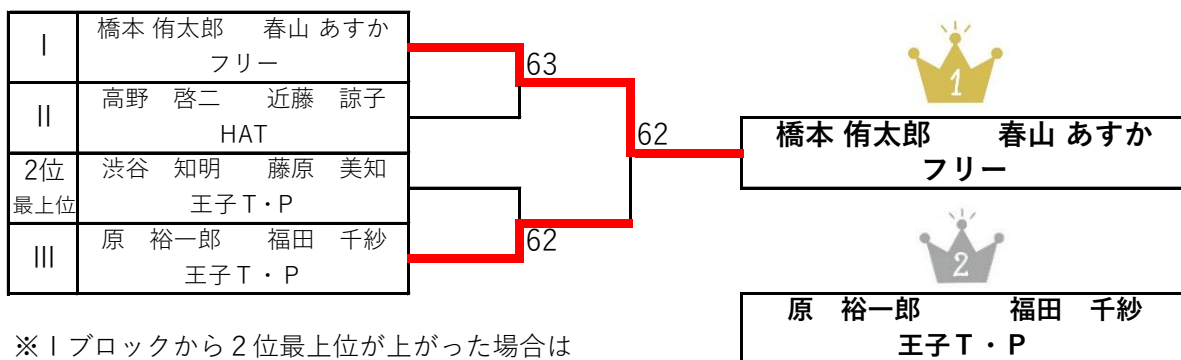 Ⅰ
橋本 侑太郎　春山 あすか
フリー
Ⅱ
高野　啓二　近藤　諒子
HAT
2位
最上位
渋谷　知明　藤原　美知
王子Ｔ・Ｐ
Ⅲ
原　裕一郎　福田　千紗
王子Ｔ・Ｐ
63
62
62
1
橋本 侑太郎　春山 あすか
フリー
2
原　裕一郎　福田　千紗
王子Ｔ・Ｐ
※Ⅰブロックから２位最上位が上がった場合は